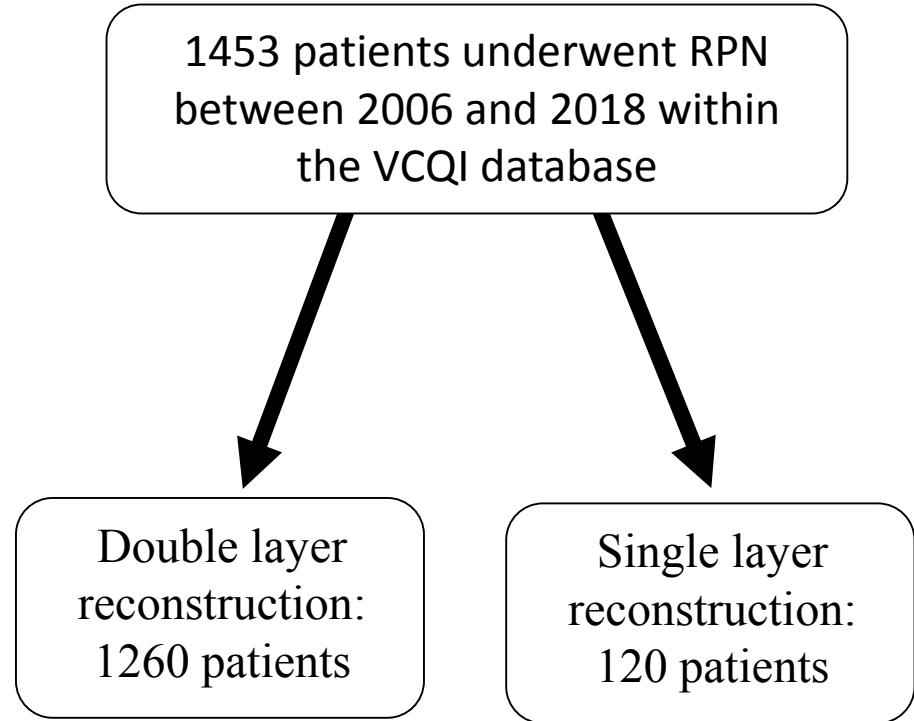 1453 patients underwent RPN
between 2006 and 2018 within
the VCQI database
Double layer
reconstruction:
1260 patients
Single layer
reconstruction:
120 patients